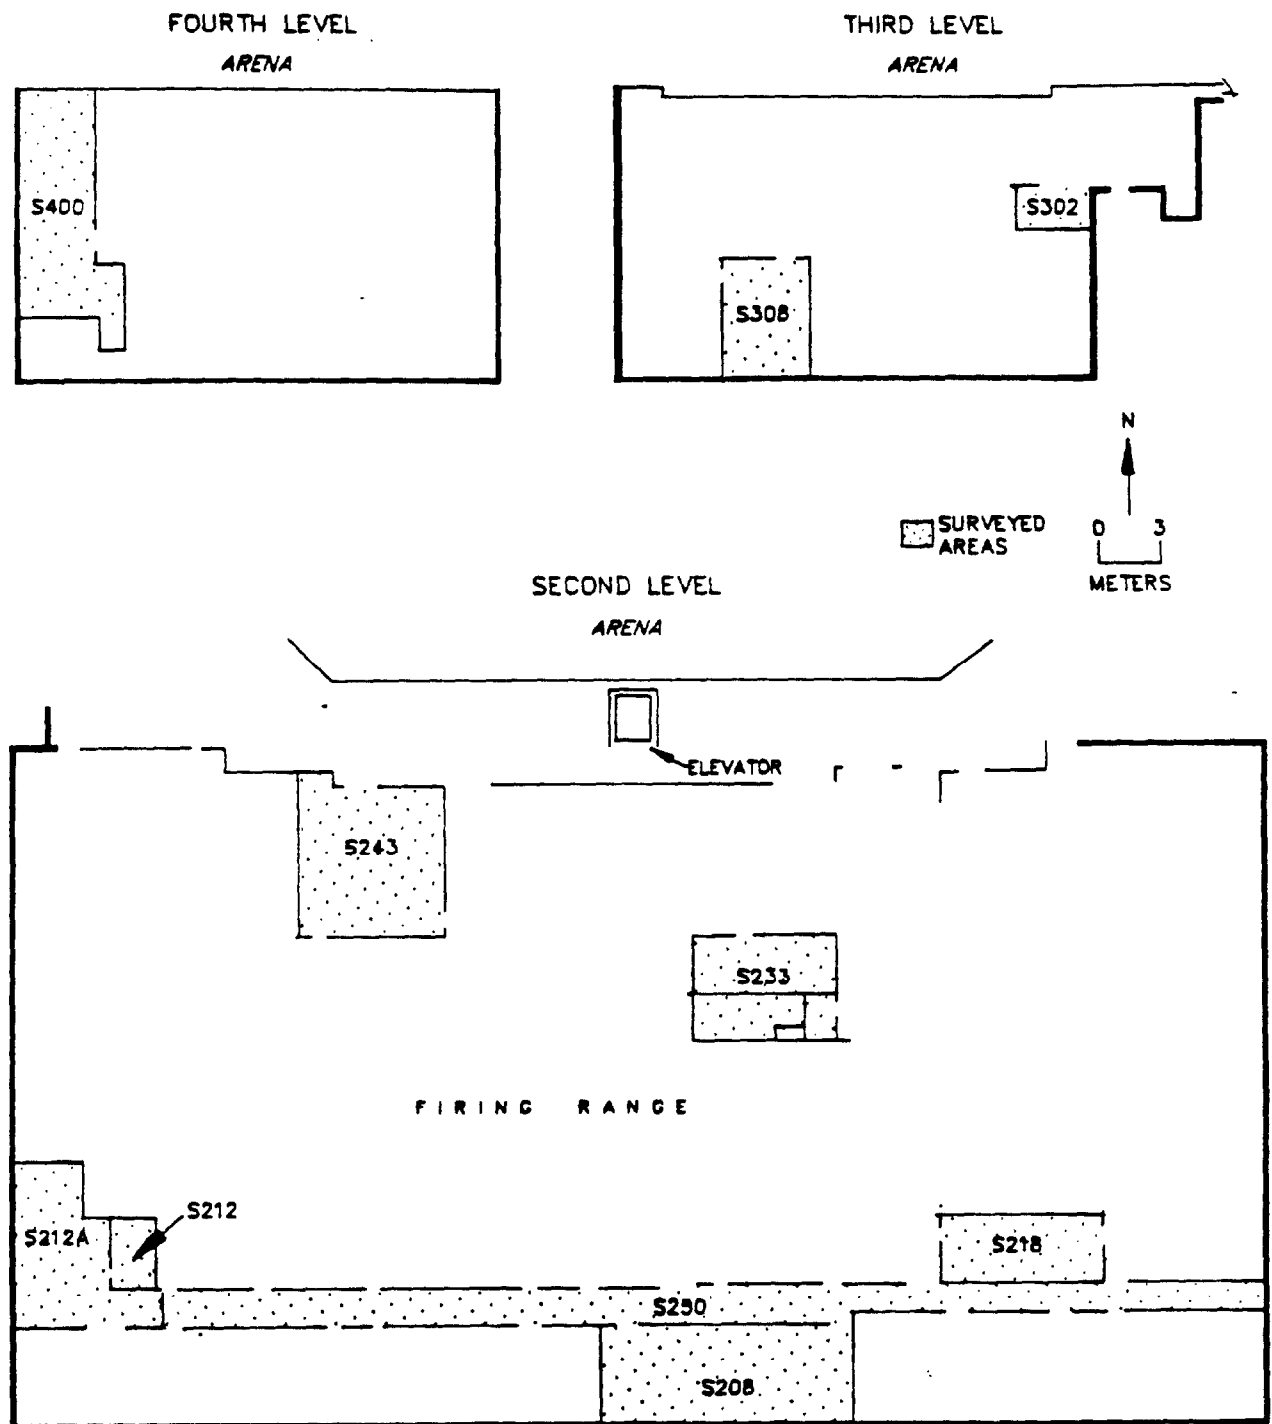 FOURTH LEVEL
ARENA
S400
THIRD LEVEL
ARENA
S302
S308
N
SURVEYED
AREAS
0 3
METERS
SECOND LEVEL
ARENA
ELEVATOR
S243
S233
FIRING RANGE
S212
S212A
S218
S250
S208